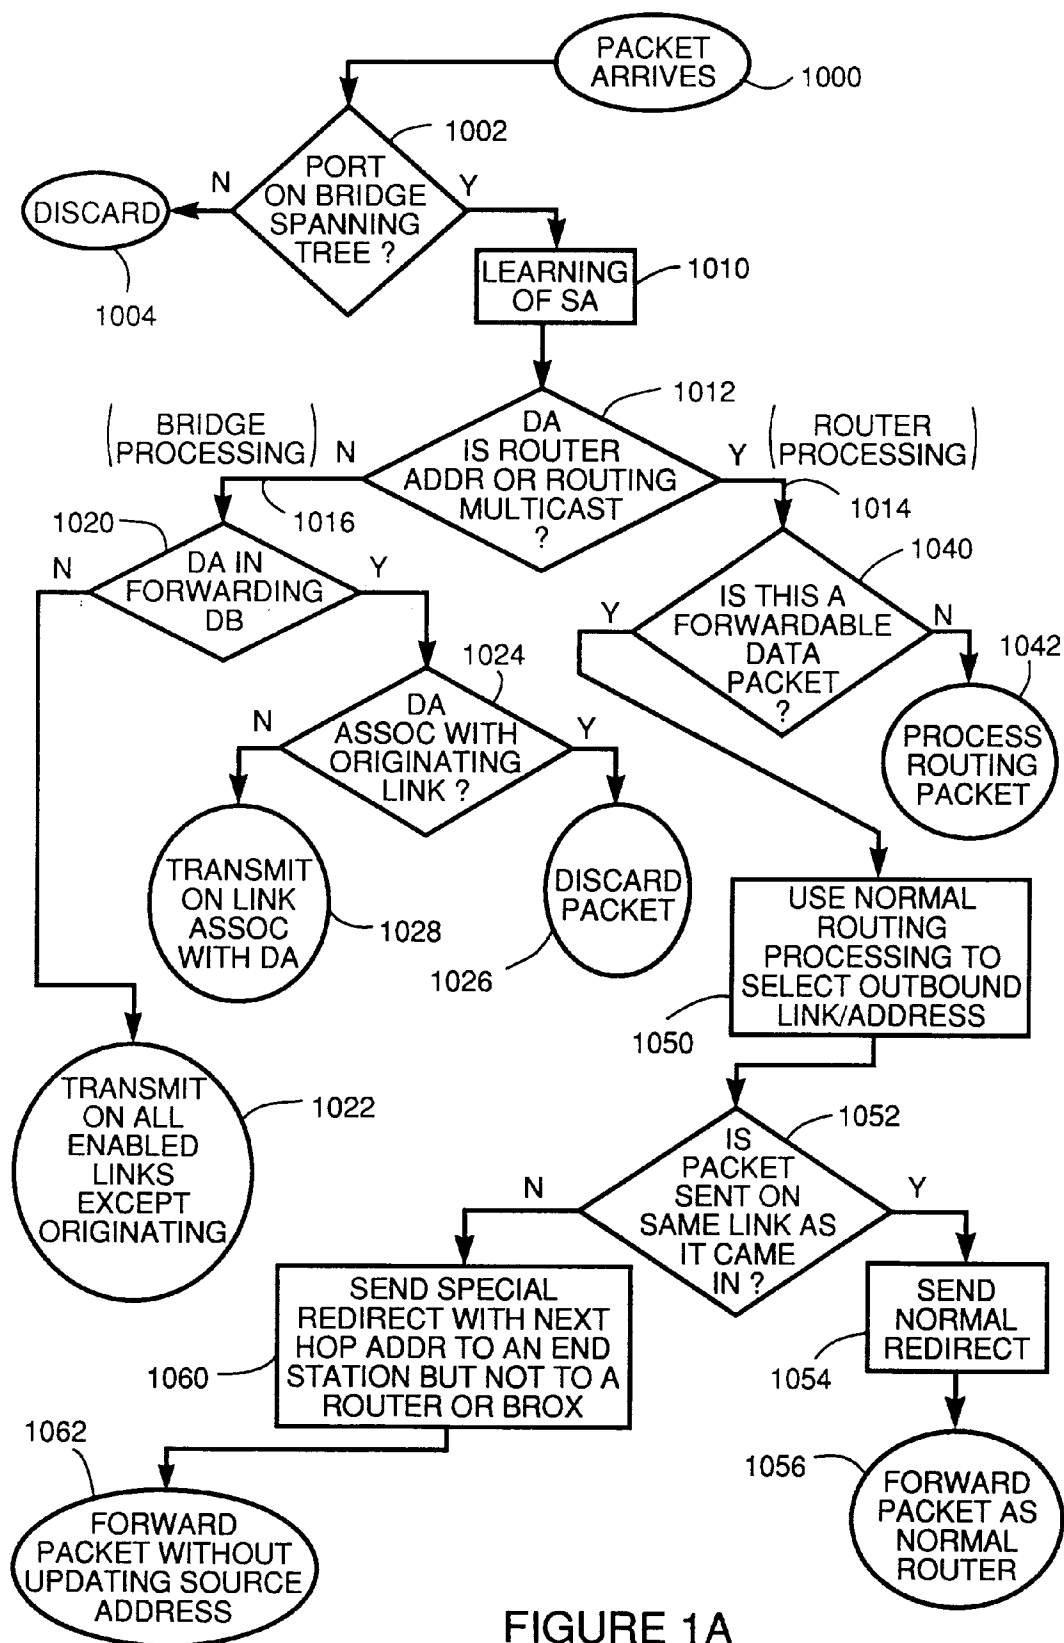 PACKET
ARRIVES
1000
1002
PORT
ON BRIDGE
SPANNING
TREE ?
N
Y
DISCARD
1004
LEARNING
OF SA
1010
1012
DA
IS ROUTER
ADDR OR ROUTING
MULTICAST
?
(BRIDGE
PROCESSING)
N
Y
(ROUTER
PROCESSING)
1016
1014
1020
DA IN
FORWARDING
DB
N
Y
1040
IS THIS A
FORWARDABLE
DATA
PACKET
?
Y
N
1042
PROCESS
ROUTING
PACKET
1024
DA
ASSOC WITH
ORIGINATING
LINK ?
N
Y
TRANSMIT
ON LINK
ASSOC
WITH DA
1028
DISCARD
PACKET
1026
USE NORMAL
ROUTING
PROCESSING TO
SELECT OUTBOUND
LINK/ADDRESS
1050
TRANSMIT
ON ALL
ENABLED
LINKS
EXCEPT
ORIGINATING
1022
1052
IS
PACKET
SENT ON
SAME LINK AS
IT CAME
IN ?
N
Y
SEND SPECIAL
REDIRECT WITH NEXT
HOP ADDR TO AN END
STATION BUT NOT TO A
ROUTER OR BROX
1060
SEND
NORMAL
REDIRECT
1054
1062
FORWARD
PACKET WITHOUT
UPDATING SOURCE
ADDRESS
1056
FORWARD
PACKET AS
NORMAL
ROUTER
FIGURE 1A